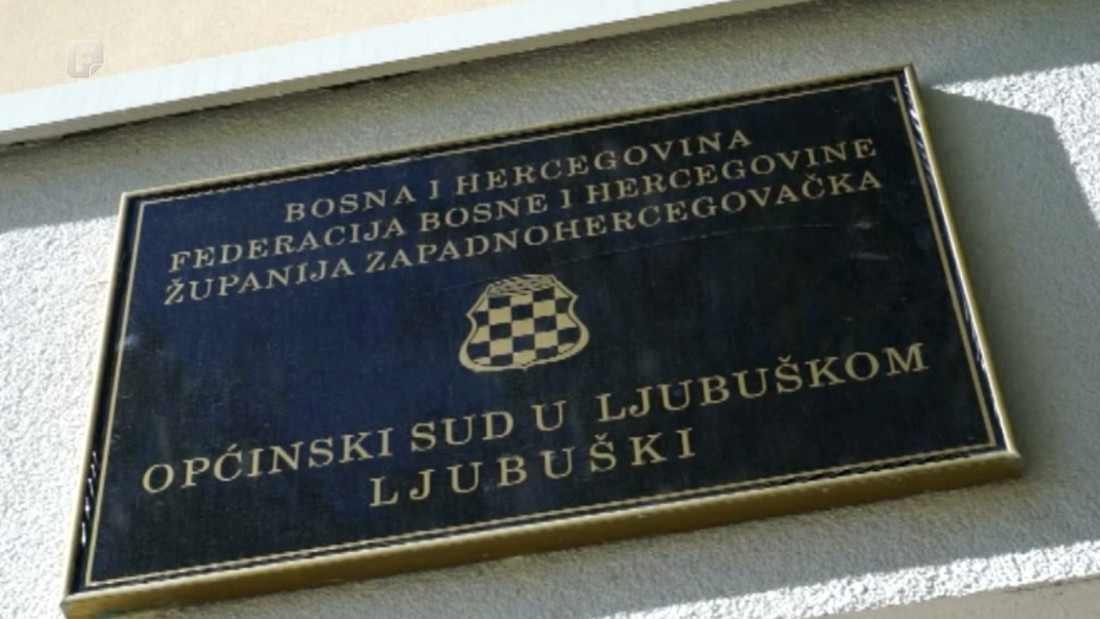 BOSNA I HERCEGOVINA
FEDERACIJA BOSNE I HERCEGOVINE
ŽUPANIJA ZAPADNOHERCEGOVAČKA
OPĆINSKI SUD U LJUBUŠKOM
LJUBUŠKI